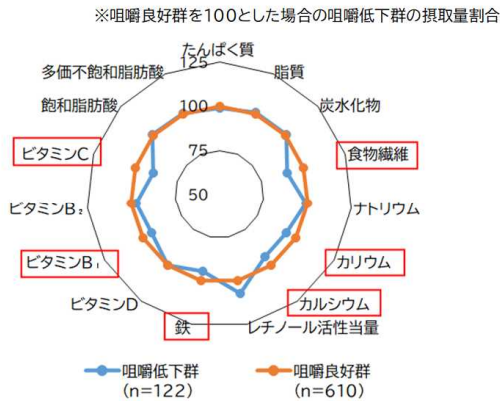 ※咀嚼良好群を100とした場合の咀嚼低下群の摂取量割合
たんぱく質
125
多価不飽和脂肪酸
脂質
飽和脂肪酸
100
炭水化物
ビタミンC
75
食物繊維
50
ビタミンB₂
ナトリウム
ビタミンB₁
カリウム
ビタミンD
カルシウム
鉄
レチノール活性当量
咀嚼低下群
(n=122)
咀嚼良好群
(n=610)